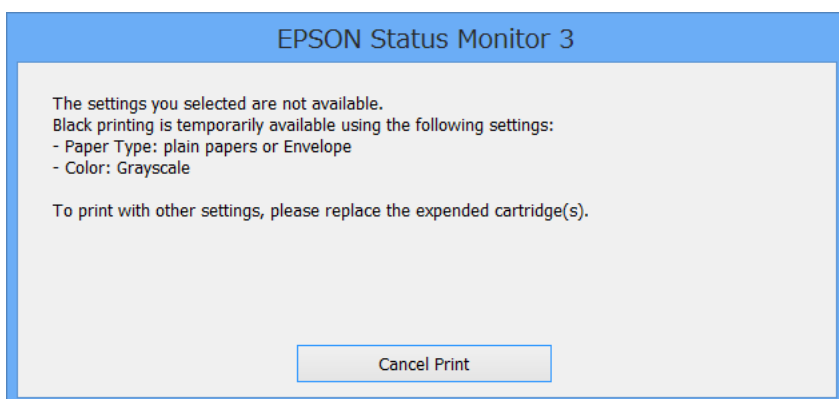 EPSON Status Monitor 3
The settings you selected are not available.
Black printing is temporarily available using the following settings:
- Paper Type: plain papers or Envelope
- Color: Grayscale
To print with other settings, please replace the expended cartridge(s).
Cancel Print